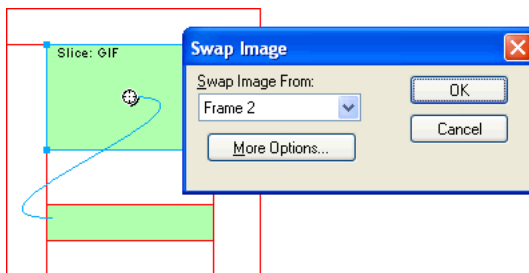 Slice: GIF
Swap Image
Swap Image From:
Frame 2
More Options...
OK
Cancel